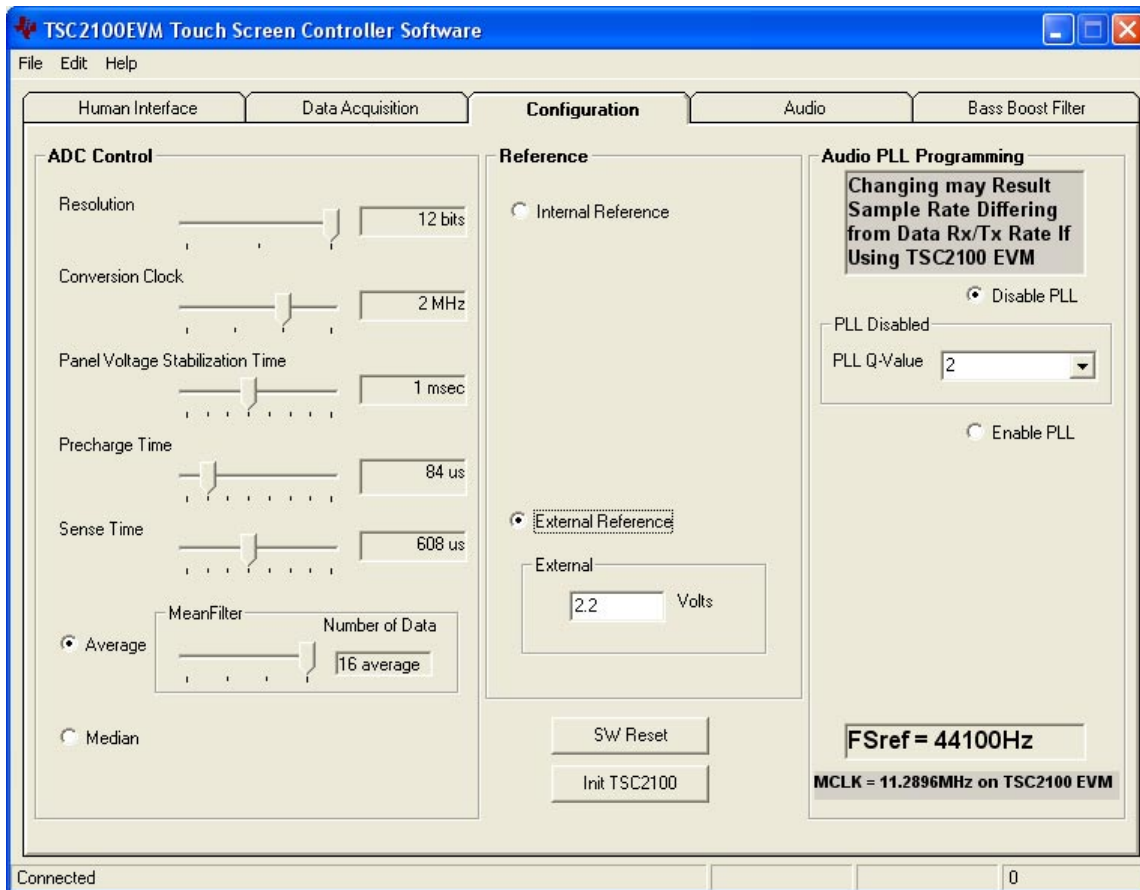 TSC2100EVM Touch Screen Controller Software
File Edit Help
Human Interface
Data Acquisition
Configuration
Audio
Bass Boost Filter
ADC Control
Resolution
12 bits
Conversion Clock
2 MHz
Panel Voltage Stabilization Time
1 msec
Precharge Time
84 us
Sense Time
608 us
Average
MeanFilter
Number of Data
16 average
Median
Reference
Internal Reference
External Reference
External
2.2
Volts
SW Reset
Init TSC2100
Audio PLL Programming
Changing may Result
Sample Rate Differing
from Data Rx/Tx Rate If
Using TSC2100 EVM
Disable PLL
PLL Disabled
PLL Q-Value
2
Enable PLL
FSref = 44100Hz
MCLK = 11.2896MHz on TSC2100 EVM
Connected
0